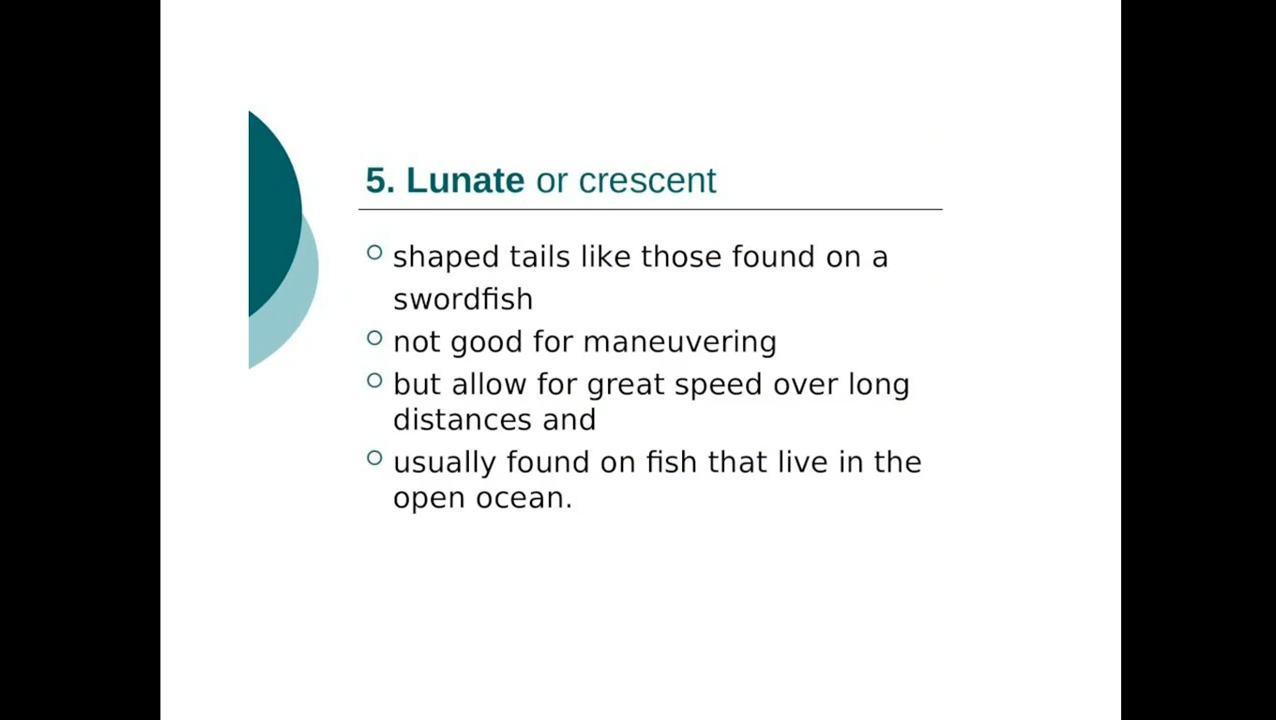 5. Lunate or crescent
shaped tails like those found on a
swordfish
not good for maneuvering
but allow for great speed over long
distances and
usually found on fish that live in the
open ocean.